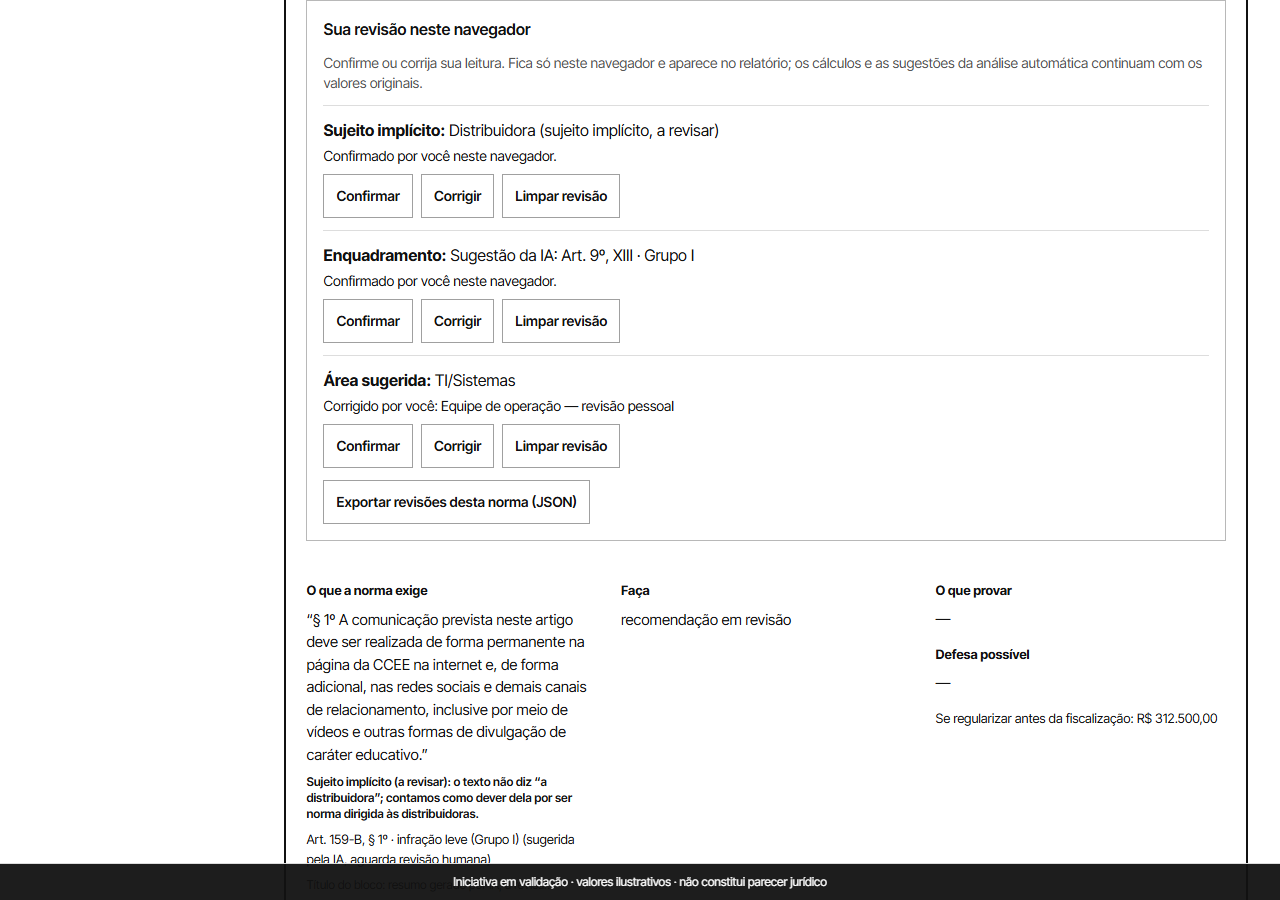 Sua revisão neste navegador
Confirme ou corrija sua leitura. Fica só neste navegador e aparece no relatório; os cálculos e as sugestões da análise automática continuam com os
valores originais.
Sujeito implícito: Distribuidora (sujeito implícito, a revisar)
Confirmado por você neste navegador.
Confirmar Corrigir Limpar revisão
Enquadramento: Sugestão da IA: Art. 9º, XIII · Grupo I
Confirmado por você neste navegador.
Confirmar Corrigir Limpar revisão
Área sugerida: TI/Sistemas
Corrigido por você: Equipe de operação — revisão pessoal
Confirmar Corrigir Limpar revisão
Exportar revisões desta norma (JSON)
O que a norma exige
“§ 1º A comunicação prevista neste artigo
deve ser realizada de forma permanente na
página da CCEE na internet e, de forma
adicional, nas redes sociais e demais canais
de relacionamento, inclusive por meio de
vídeos e outras formas de divulgação de
caráter educativo.”
Sujeito implícito (a revisar): o texto não diz “a
distribuidora”; contamos como dever dela por ser
norma dirigida às distribuidoras.
Art. 159-B, § 1º · infração leve (Grupo I) (sugerida
pela IA, aguarda revisão humana)
Faça
recomendação em revisão
O que provar
—
Defesa possível
—
Se regularizar antes da fiscalização: R$ 312.500,00
Título do bloco: resumo
Iniciativa em validação · valores ilustrativos · não constitui parecer jurídico